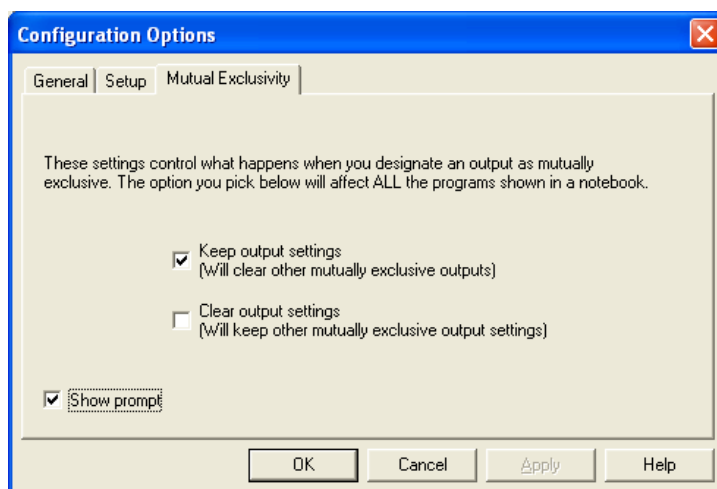 Configuration Options
General Setup Mutual Exclusivity
These settings control what happens when you designate an output as mutually
exclusive. The option you pick below will affect ALL the programs shown in a notebook.
Keep output settings
(Will clear other mutually exclusive outputs)
Clear output settings
(Will keep other mutually exclusive output settings)
Show prompt
OK Cancel Apply Help